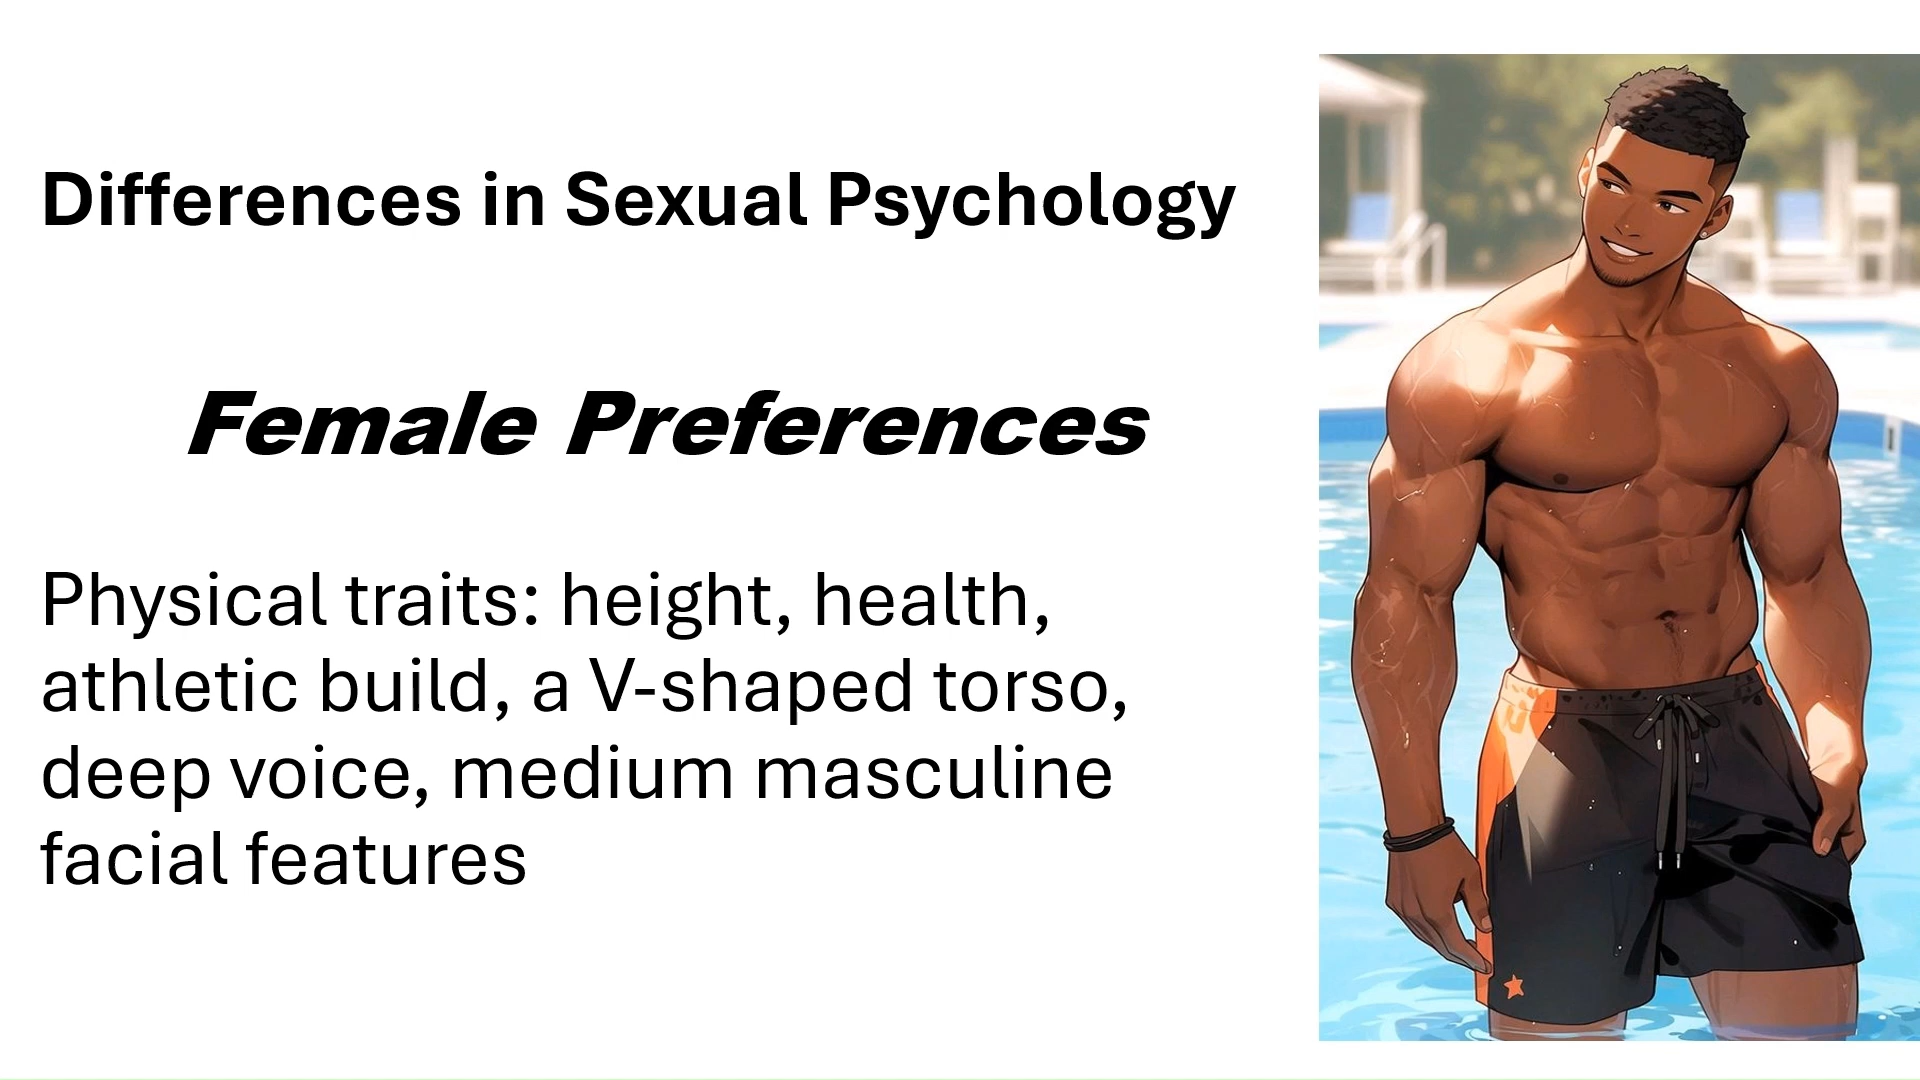 Differences in Sexual Psychology
Female Preferences
Physical traits: height, health,
athletic build, a V-shaped torso,
deep voice, medium masculine
facial features